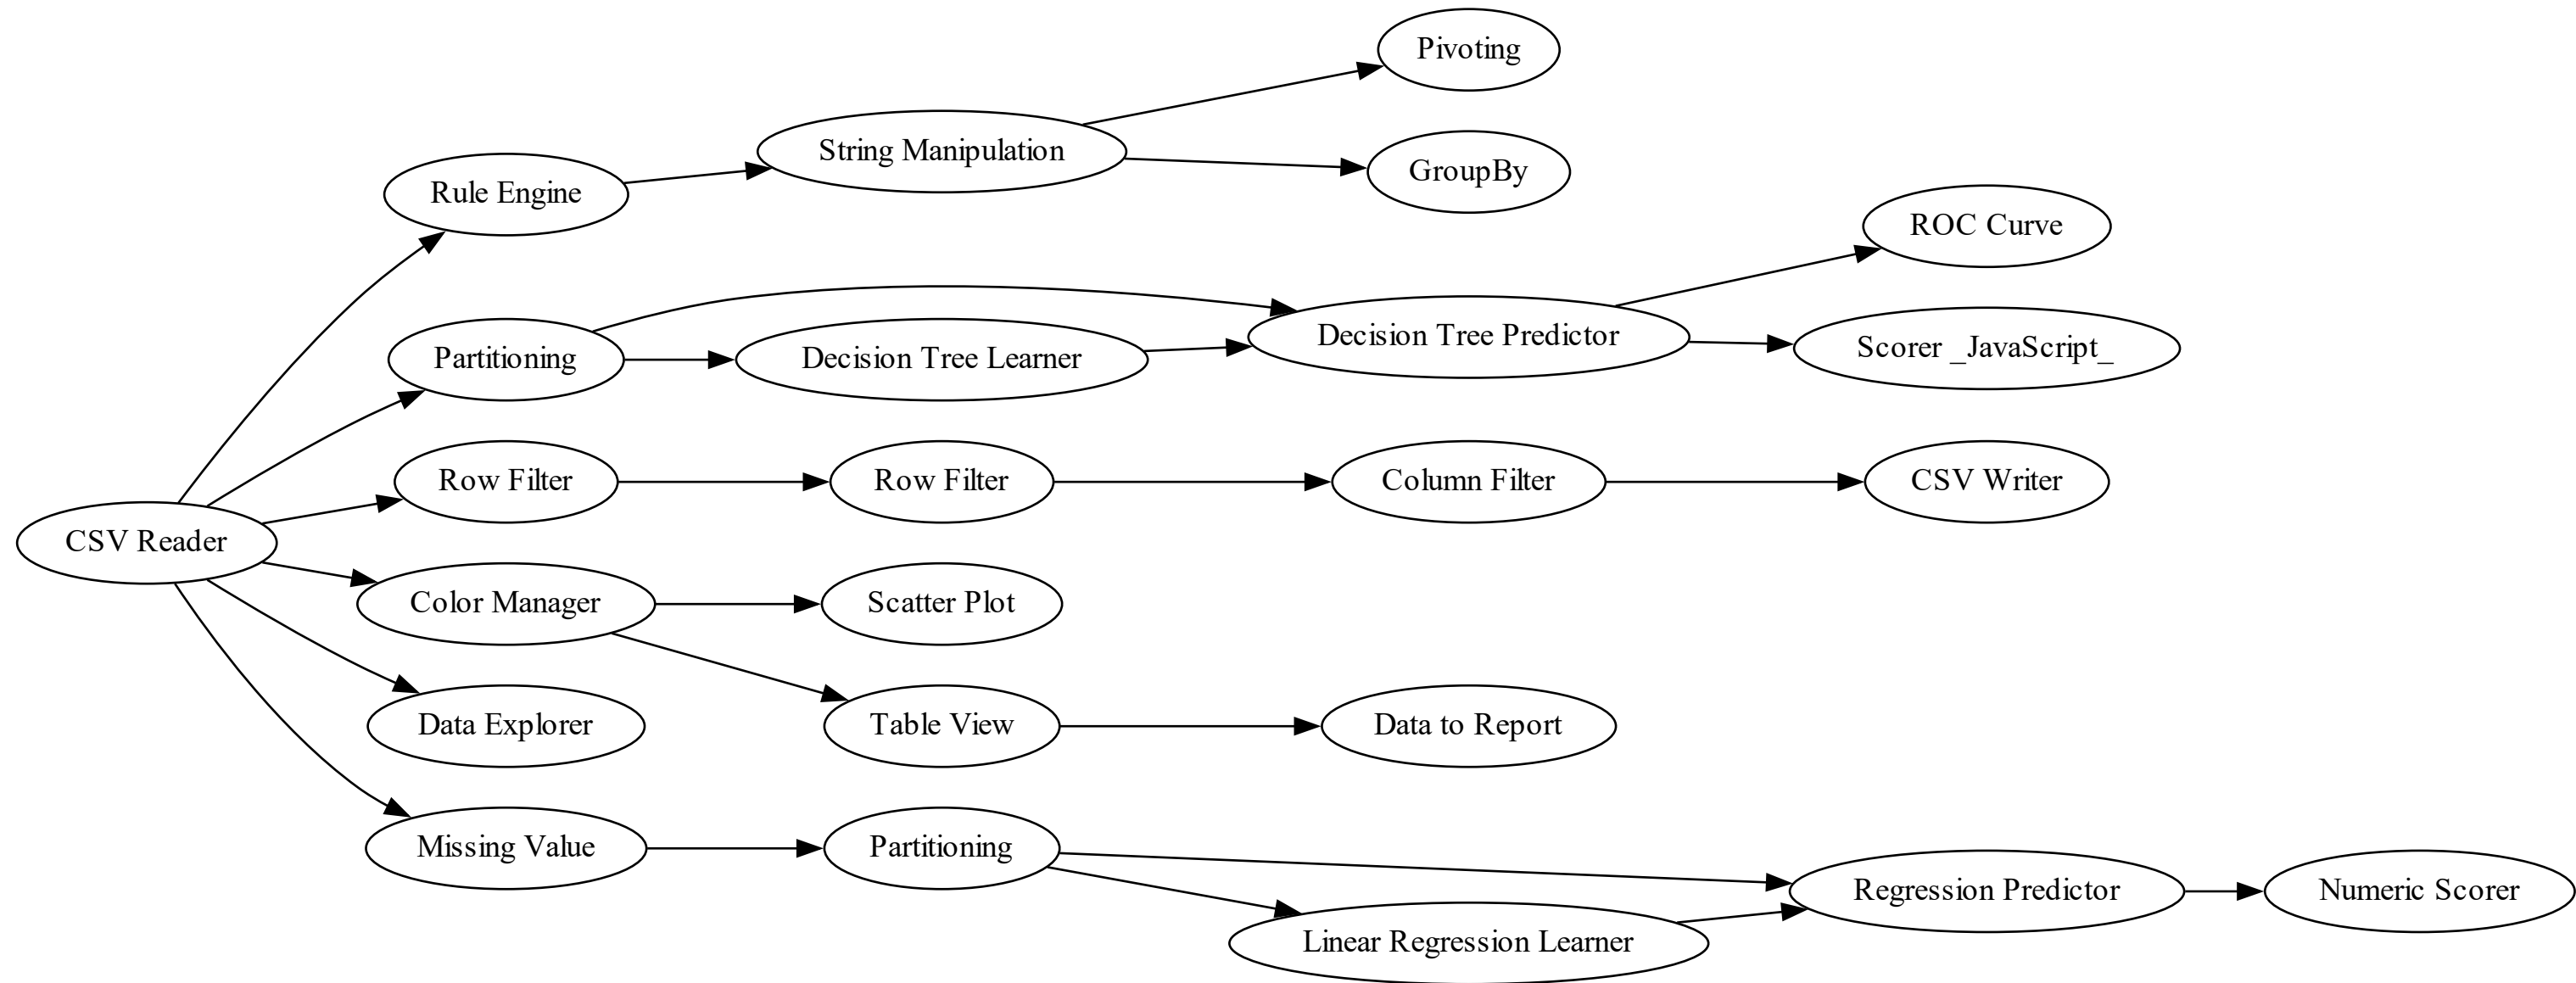 Pivoting
String Manipulation
GroupBy
Rule Engine
ROC Curve
Decision Tree Predictor
Scorer _JavaScript_
Partitioning
Decision Tree Learner
Row Filter
Row Filter
Column Filter
CSV Writer
CSV Reader
Color Manager
Scatter Plot
Data Explorer
Table View
Data to Report
Missing Value
Partitioning
Regression Predictor
Numeric Scorer
Linear Regression Learner